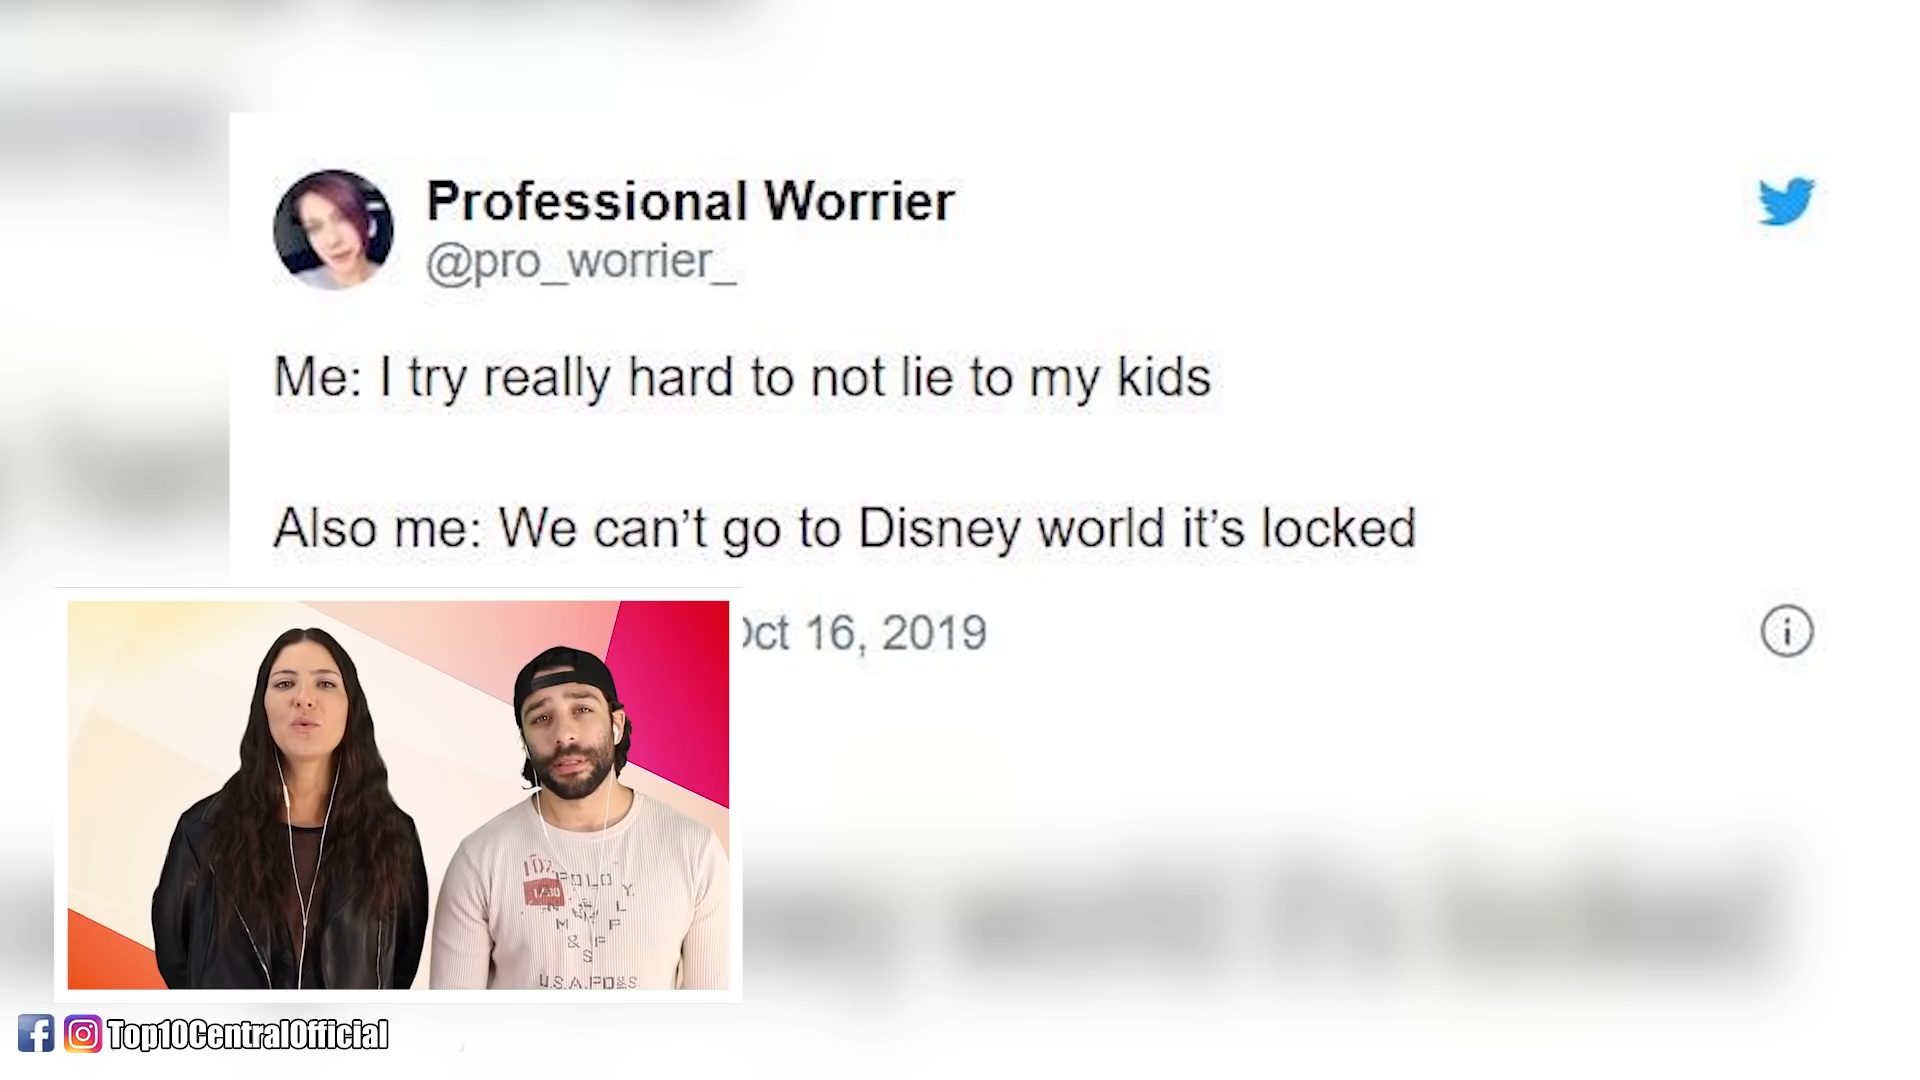 Professional Worrier
@pro_worrier_
Me: I try really hard to not lie to my kids
Also me: We can’t go to Disney world it’s locked
Oct 16, 2019
POLO
& F
S
U.S.A.PO&S.
Top10CentralOfficial